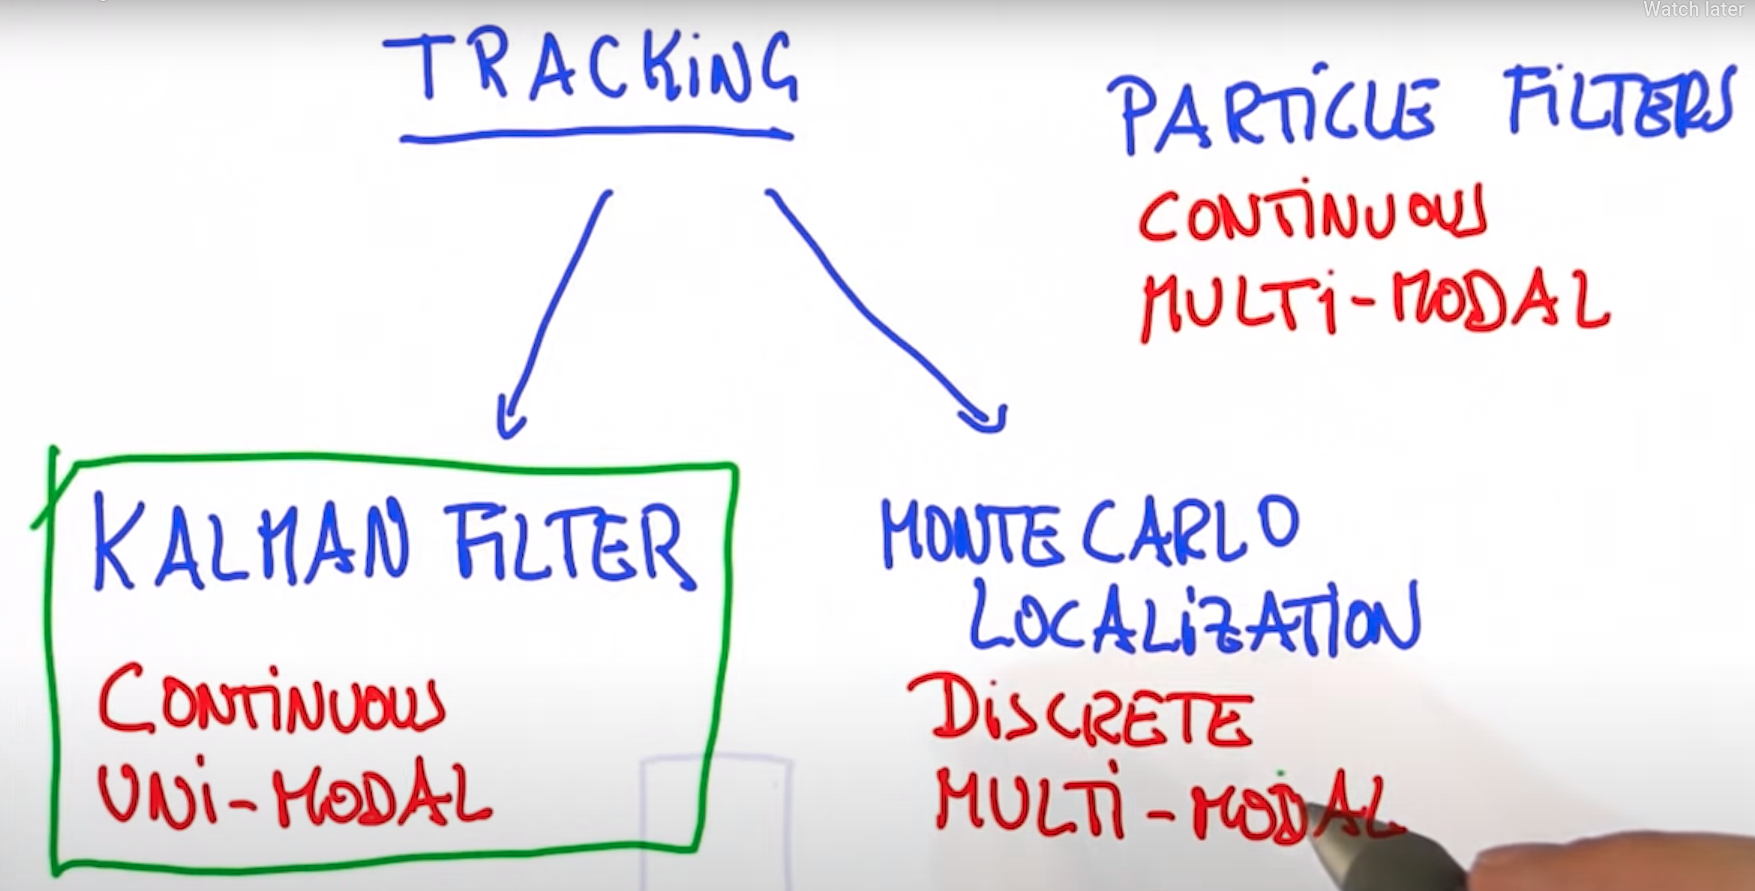 Watch later
TRACKiNG
PARTiCLE FiLTERS
CONTiNUOUS
MULTi-MODAL
KALMAN FiLTER
CONTiNUOUS
UNi-MODAL
MONTE CARLO
LOCALiZATION
DiSCRETE
MULTi-MODAL